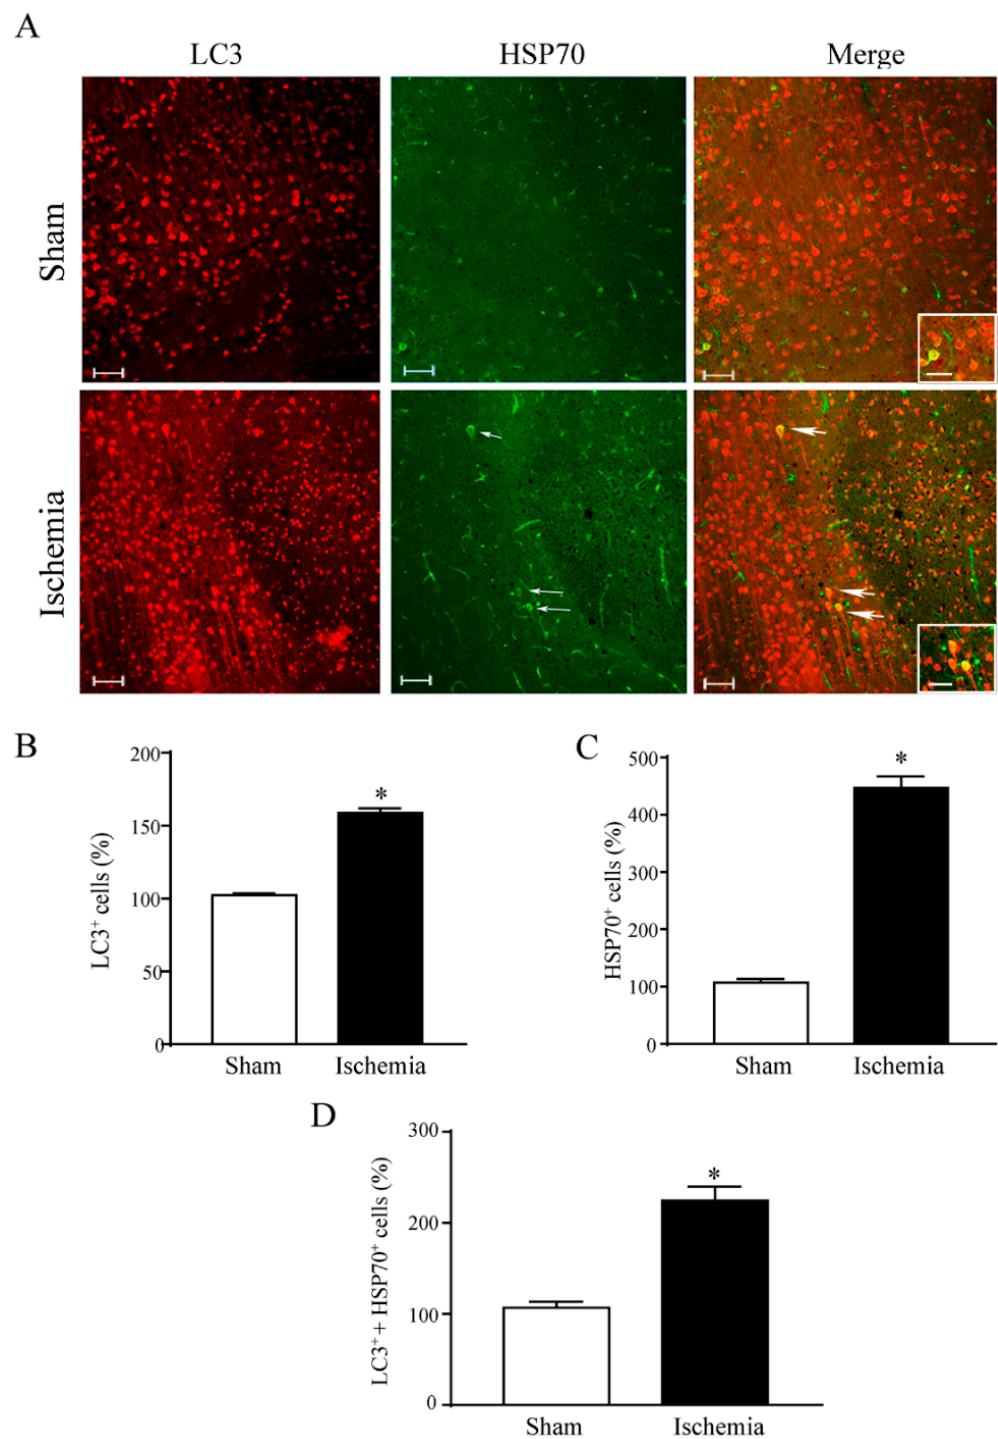 A
LC3 HSP70 Merge
Sham
Ischemia
B
200
150
100
50
0
LC3⁺ cells (%)
*
Sham Ischemia
C
500
400
300
200
100
0
HSP70⁺ cells (%)
*
Sham Ischemia
D
300
200
100
0
LC3⁺ + HSP70⁺ cells (%)
*
Sham Ischemia